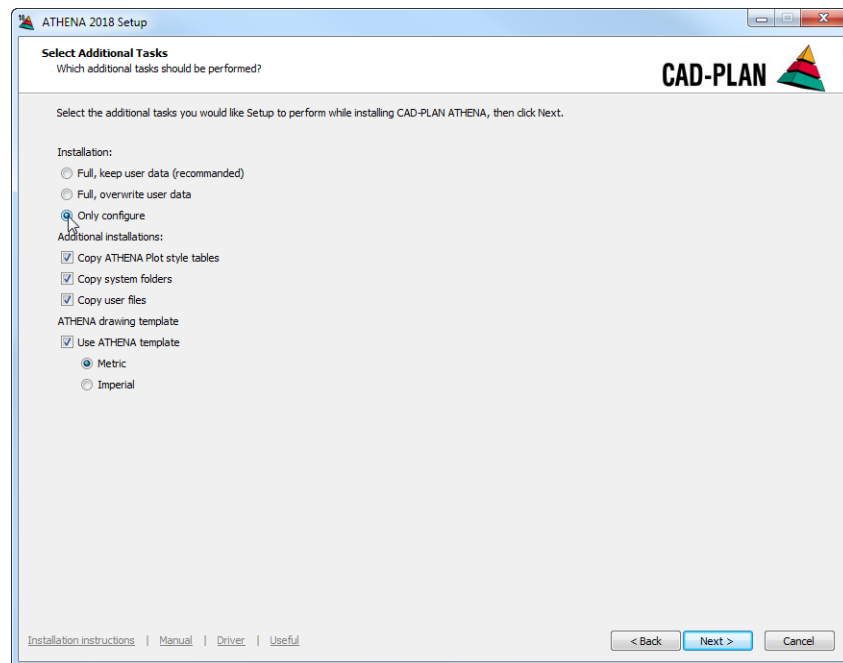 ATHENA 2018 Setup
Select Additional Tasks
Which additional tasks should be performed?
CAD-PLAN
Select the additional tasks you would like Setup to perform while installing CAD-PLAN ATHENA, then click Next.
Installation:
Full, keep user data (recommanded)
Full, overwrite user data
Only configure
Additional installations:
Copy ATHENA Plot style tables
Copy system folders
Copy user files
ATHENA drawing template
Use ATHENA template
Metric
Imperial
Installation instructions | Manual | Driver | Useful
< Back Next > Cancel